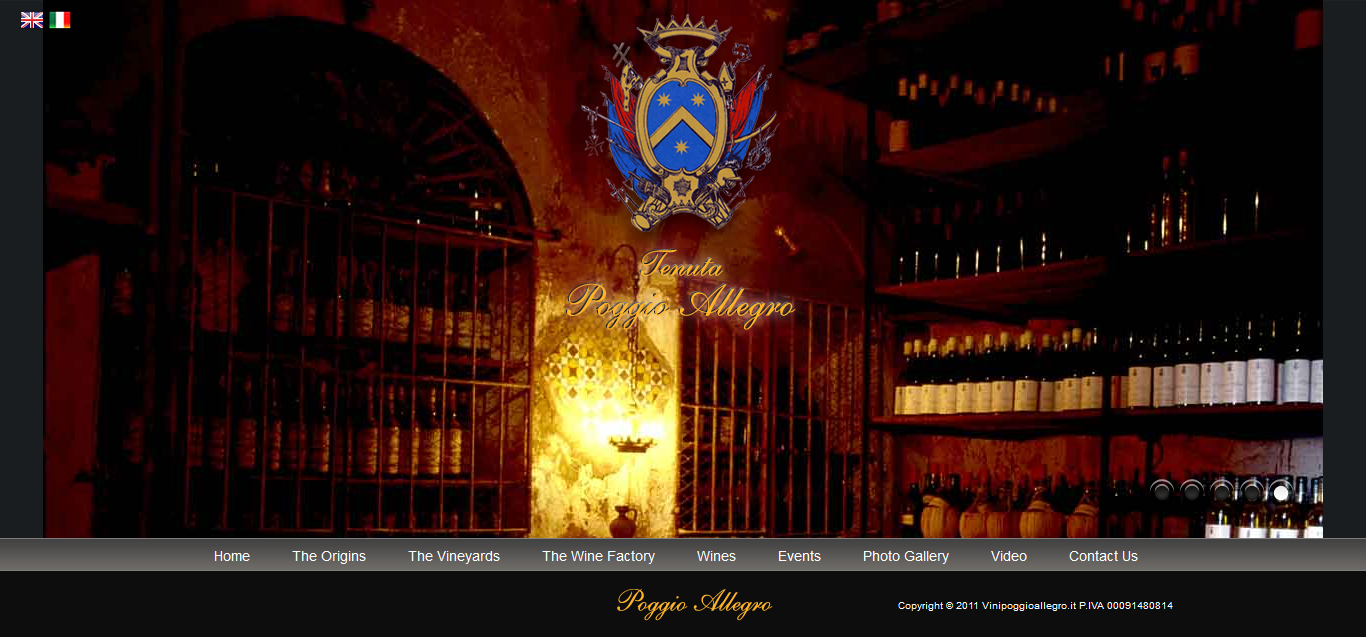 Tenuta
Poggio Allegro
Home The Origins The Vineyards The Wine Factory Wines Events Photo Gallery Video Contact Us
Poggio Allegro
Copyright © 2011 Vinipoggioallegro.it P.IVA 00091480814